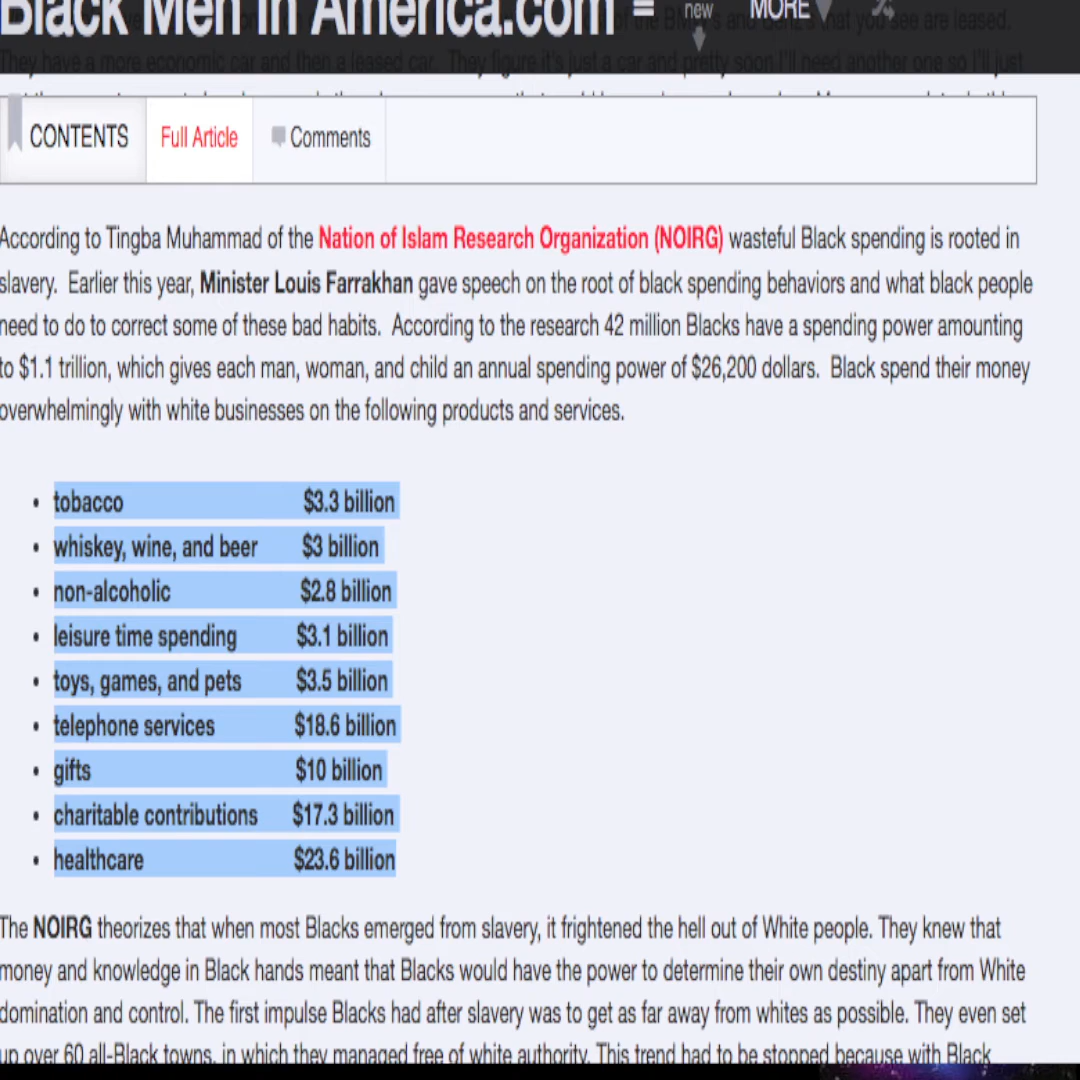 Black Men In America.com ≡ new MORE
of the BMW's and Benz's that you see are leased.
They have a more economic car and then a leased car. They figure it's just a car and pretty soon I'll need another one so I'll just
CONTENTS Full Article Comments
According to Tingba Muhammad of the Nation of Islam Research Organization (NOIRG) wasteful Black spending is rooted in
slavery. Earlier this year, Minister Louis Farrakhan gave speech on the root of black spending behaviors and what black people
need to do to correct some of these bad habits. According to the research 42 million Blacks have a spending power amounting
to $1.1 trillion, which gives each man, woman, and child an annual spending power of $26,200 dollars. Black spend their money
overwhelmingly with white businesses on the following products and services.
• tobacco $3.3 billion
• whiskey, wine, and beer $3 billion
• non-alcoholic $2.8 billion
• leisure time spending $3.1 billion
• toys, games, and pets $3.5 billion
• telephone services $18.6 billion
• gifts $10 billion
• charitable contributions $17.3 billion
• healthcare $23.6 billion
The NOIRG theorizes that when most Blacks emerged from slavery, it frightened the hell out of White people. They knew that
money and knowledge in Black hands meant that Blacks would have the power to determine their own destiny apart from White
domination and control. The first impulse Blacks had after slavery was to get as far away from whites as possible. They even set
up over 60 all-Black towns, in which they managed free of white authority. This trend had to be stopped because with Black